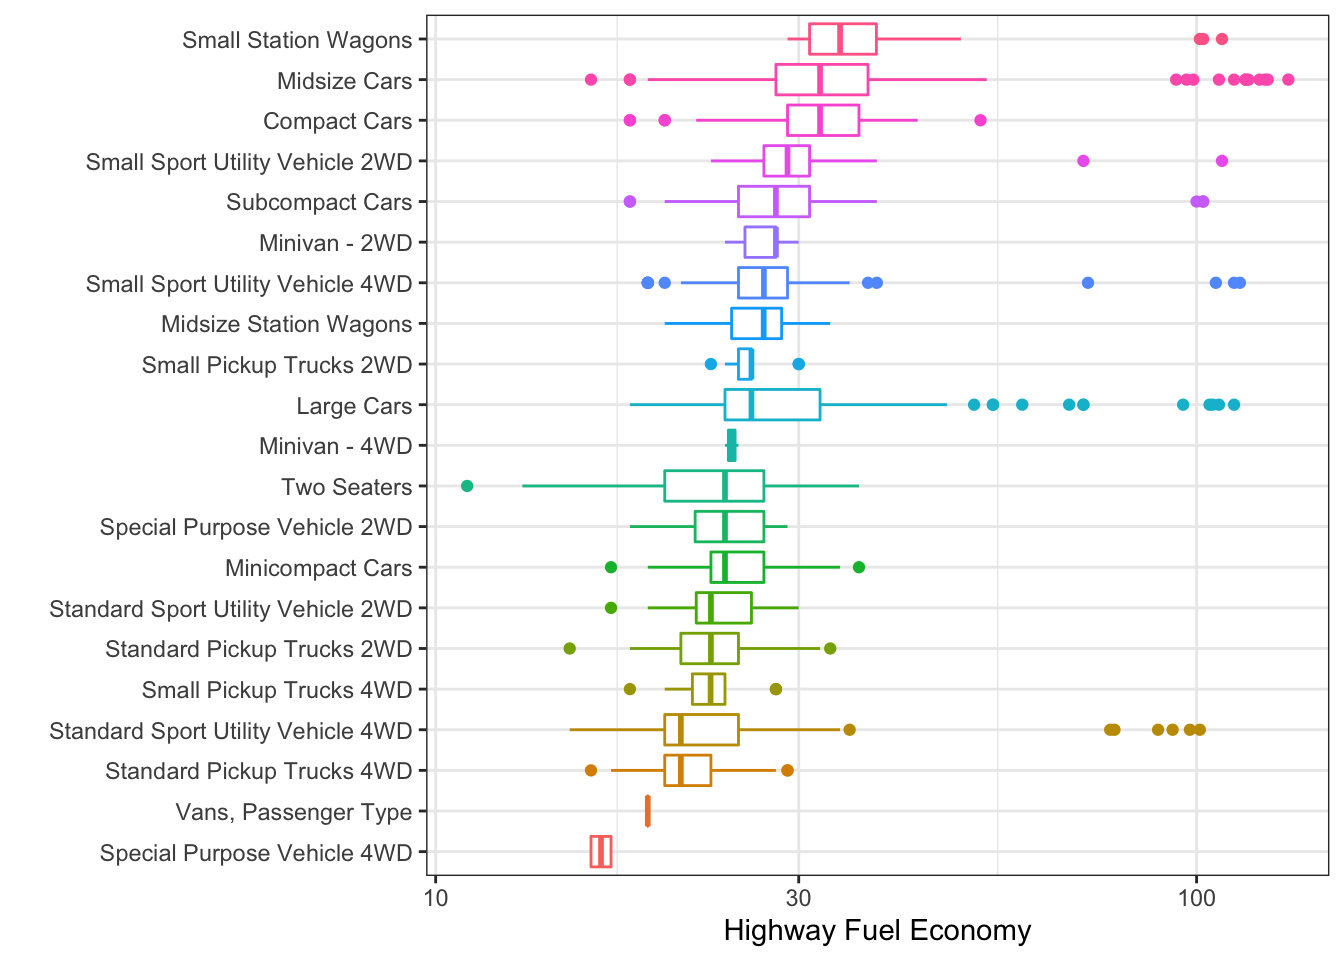 Small Station Wagons
Midsize Cars
Compact Cars
Small Sport Utility Vehicle 2WD
Subcompact Cars
Minivan - 2WD
Small Sport Utility Vehicle 4WD
Midsize Station Wagons
Small Pickup Trucks 2WD
Large Cars
Minivan - 4WD
Two Seaters
Special Purpose Vehicle 2WD
Minicompact Cars
Standard Sport Utility Vehicle 2WD
Standard Pickup Trucks 2WD
Small Pickup Trucks 4WD
Standard Sport Utility Vehicle 4WD
Standard Pickup Trucks 4WD
Vans, Passenger Type
Special Purpose Vehicle 4WD
10 30 100
Highway Fuel Economy